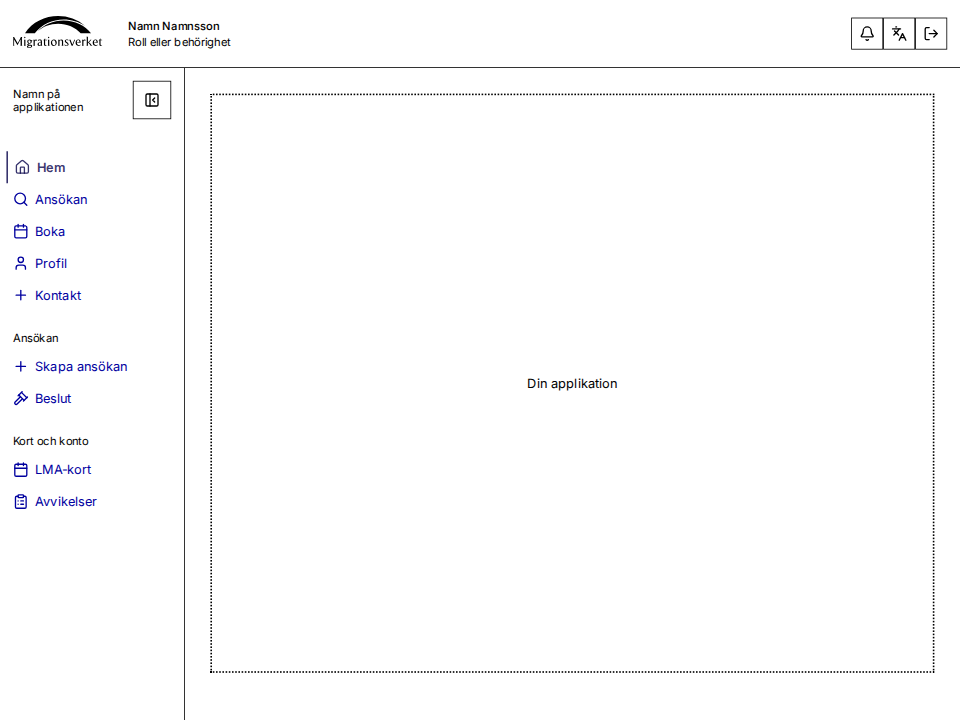 Migrationsverket
Namn Namnsson
Roll eller behörighet
Namn på
applikationen
Hem
Ansökan
Boka
Profil
Kontakt
Ansökan
Skapa ansökan
Beslut
Kort och konto
LMA-kort
Avvikelser
Din applikation